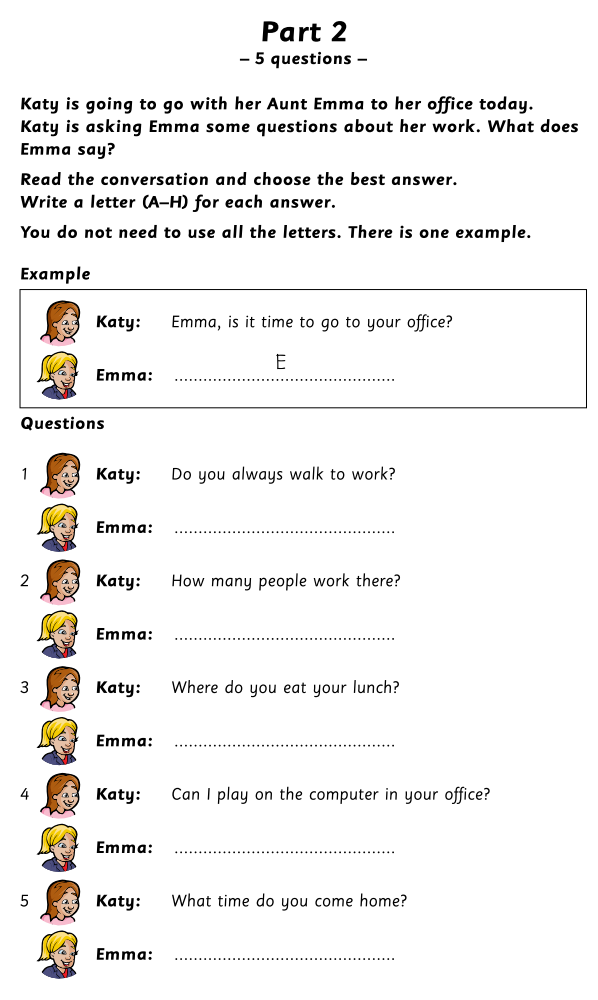 Part 2
– 5 questions –
Katy is going to go with her Aunt Emma to her office today.
Katy is asking Emma some questions about her work. What does
Emma say?
Read the conversation and choose the best answer.
Write a letter (A–H) for each answer.
You do not need to use all the letters. There is one example.
Example
Katy: Emma, is it time to go to your office?
Emma: E
Questions
1 Katy: Do you always walk to work?
Emma: ...............................................
2 Katy: How many people work there?
Emma: ...............................................
3 Katy: Where do you eat your lunch?
Emma: ...............................................
4 Katy: Can I play on the computer in your office?
Emma: ...............................................
5 Katy: What time do you come home?
Emma: ...............................................